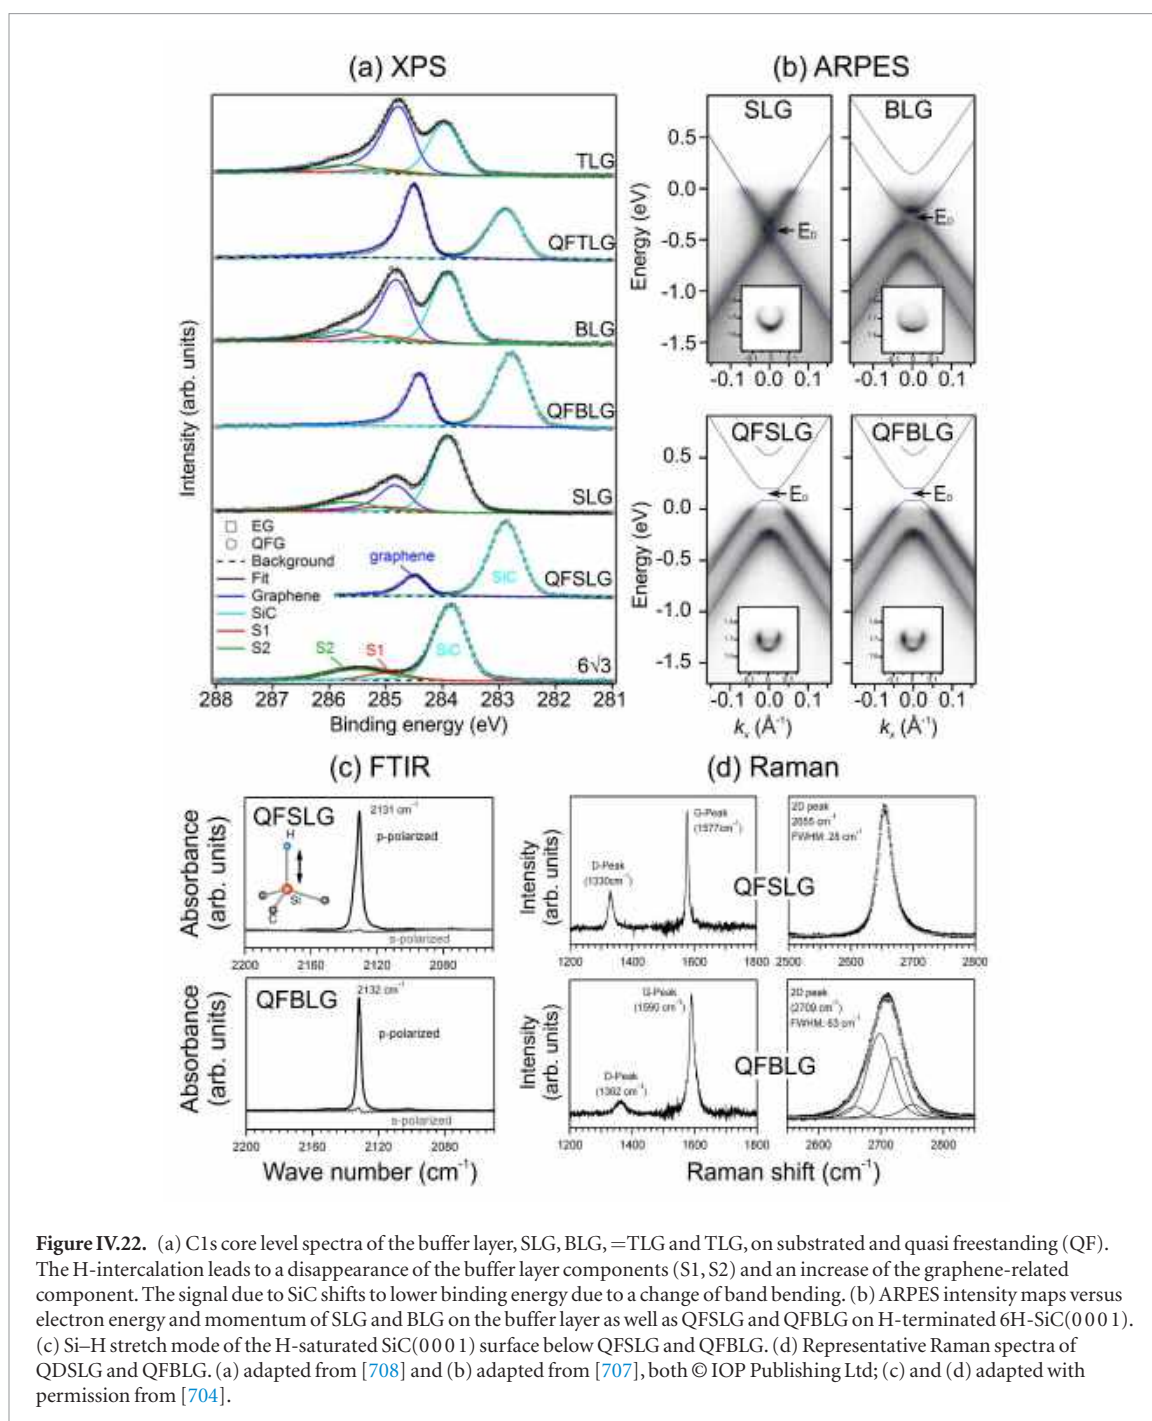 (a) XPS
TLG
QFTLG
BLG
QFBLG
SLG
QFSLG
6√3
EG
QFG
Background
Fit
Graphene
SiC
S1
S2
graphene
SiC
S2
S1
SiC
Intensity (arb. units)
288 287 286 285 284 283 282 281
Binding energy (eV)
(b) ARPES
SLG
BLG
Energy (eV)
0.5
0.0
-0.5
-1.0
-1.5
E_D
E_D
-0.1 0.0 0.1
-0.1 0.0 0.1
QFSLG
QFBLG
Energy (eV)
0.5
0.0
-0.5
-1.0
-1.5
E_D
E_D
-0.1 0.0 0.1
-0.1 0.0 0.1
kₓ (Å⁻¹)
kₓ (Å⁻¹)
(c) FTIR
Absorbance
(arb. units)
QFSLG
H
Si
C
2131 cm⁻¹
p-polarized
s-polarized
2200 2160 2120 2080
Absorbance
(arb. units)
QFBLG
2132 cm⁻¹
p-polarized
s-polarized
2200 2160 2120 2080
Wave number (cm⁻¹)
(d) Raman
Intensity
(arb. units)
D-Peak
(1330cm⁻¹)
G-Peak
(1577cm⁻¹)
1200 1400 1600 1800
QFSLG
2D peak
cm⁻¹
FWHM: cm⁻¹
2500 2600 2700 2800
Intensity
(arb. units)
D-Peak
(1362 cm⁻¹)
G-Peak
(1590 cm⁻¹)
1200 1400 1600 1800
QFBLG
2D peak
(2709 cm⁻¹)
FWHM: 63 cm⁻¹
2600 2700 2800
Raman shift (cm⁻¹)
Figure IV.22. (a) C1s core level spectra of the buffer layer, SLG, BLG, =TLG and TLG, on substrated and quasi freestanding (QF).
The H-intercalation leads to a disappearance of the buffer layer components (S1, S2) and an increase of the graphene-related
component. The signal due to SiC shifts to lower binding energy due to a change of band bending. (b) ARPES intensity maps versus
electron energy and momentum of SLG and BLG on the buffer layer as well as QFSLG and QFBLG on H-terminated 6H-SiC(0 0 0 1).
(c) Si–H stretch mode of the H-saturated SiC(0 0 0 1) surface below QFSLG and QFBLG. (d) Representative Raman spectra of
QDSLG and QFBLG. (a) adapted from [708] and (b) adapted from [707], both © IOP Publishing Ltd; (c) and (d) adapted with
permission from [704].